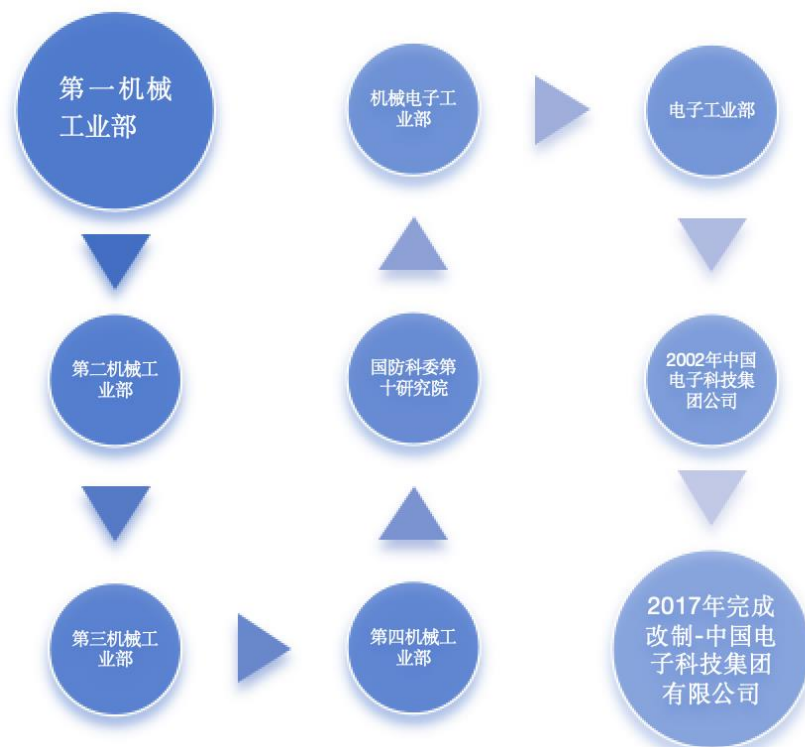 第一机械
工业部
第二机械工
业部
第三机械工
业部
第四机械工
业部
国防科委第
十研究院
机械电子工
业部
电子工业部
2002年中国
电子科技集
团公司
2017年完成
改制-中国电
子科技集团
有限公司